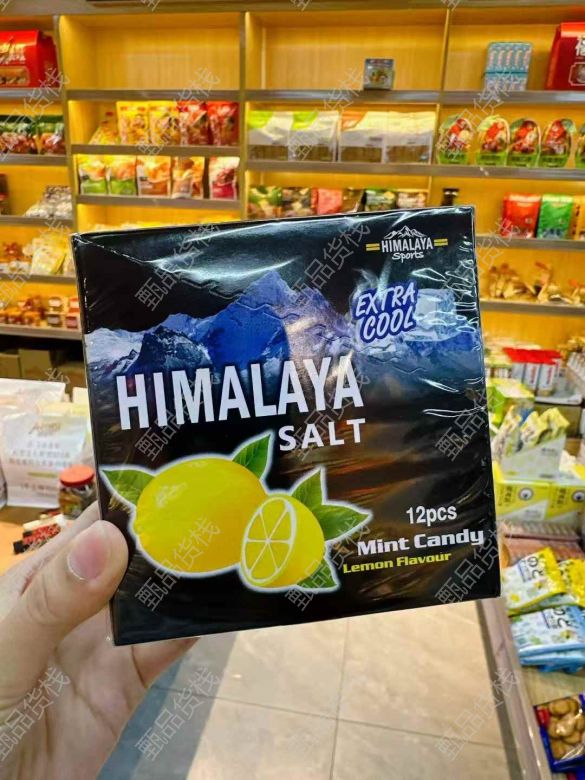 HIMALAYA
Sports
EXTRA
COOL
HIMALAYA
SALT
12pcs
Mint Candy
Lemon Flavour
甄品货栈